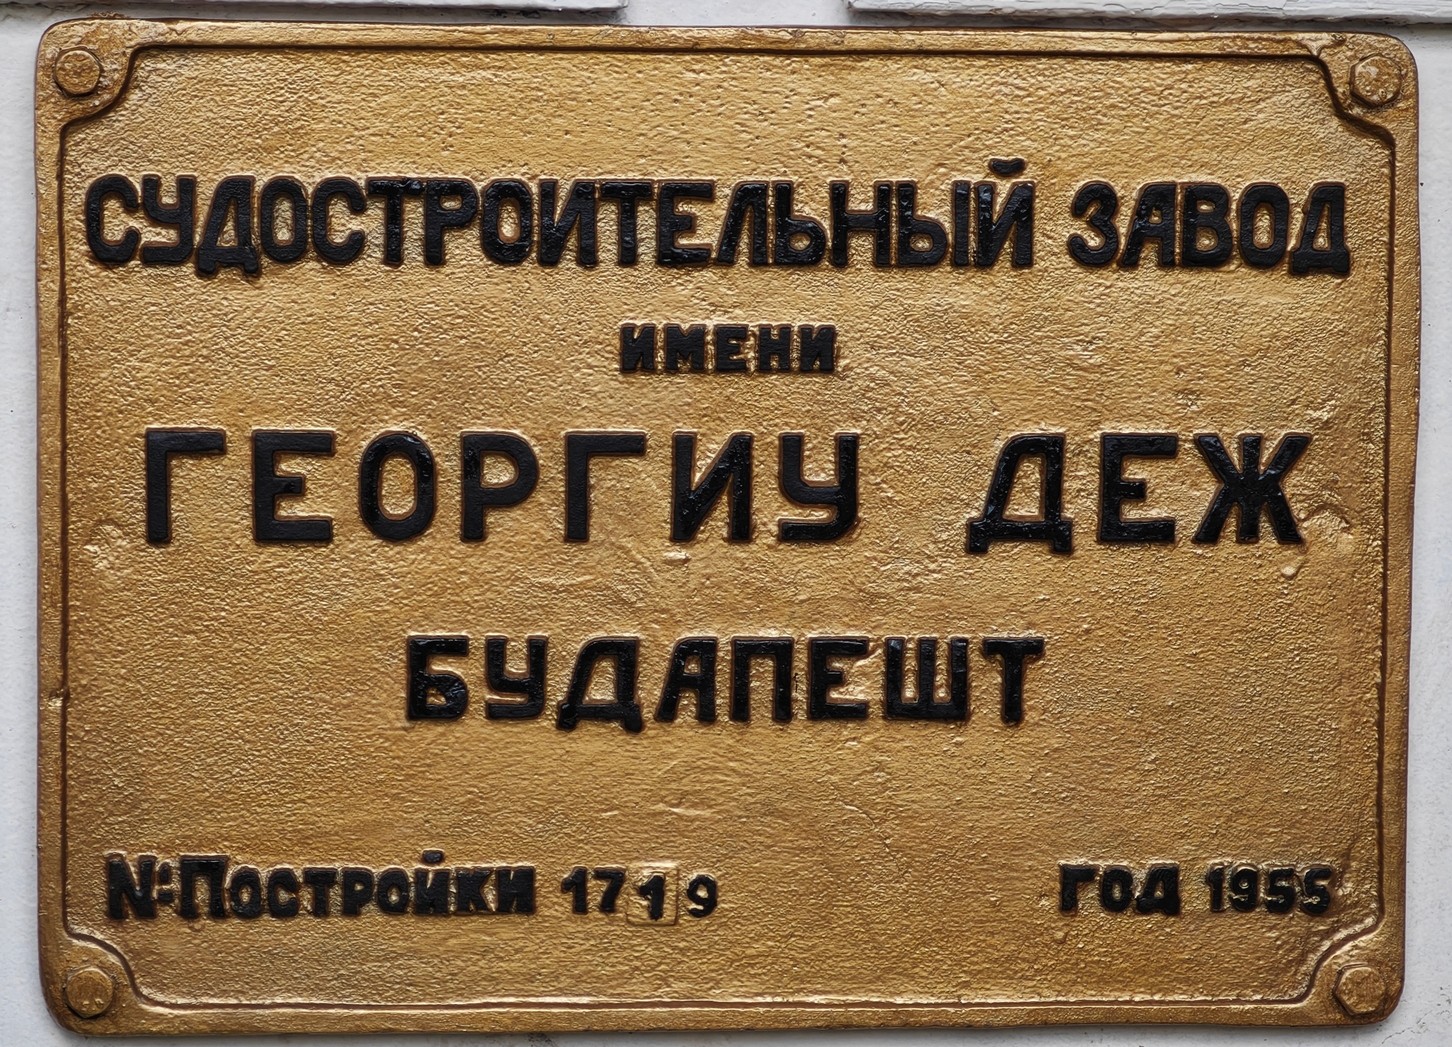 СУДОСТРОИТЕЛЬНЫЙ ЗАВОД
ИМЕНИ
ГЕОРГИУ ДЕЖ
БУДАПЕШТ
№ ПОСТРОЙКИ 1719 ГОД 1955